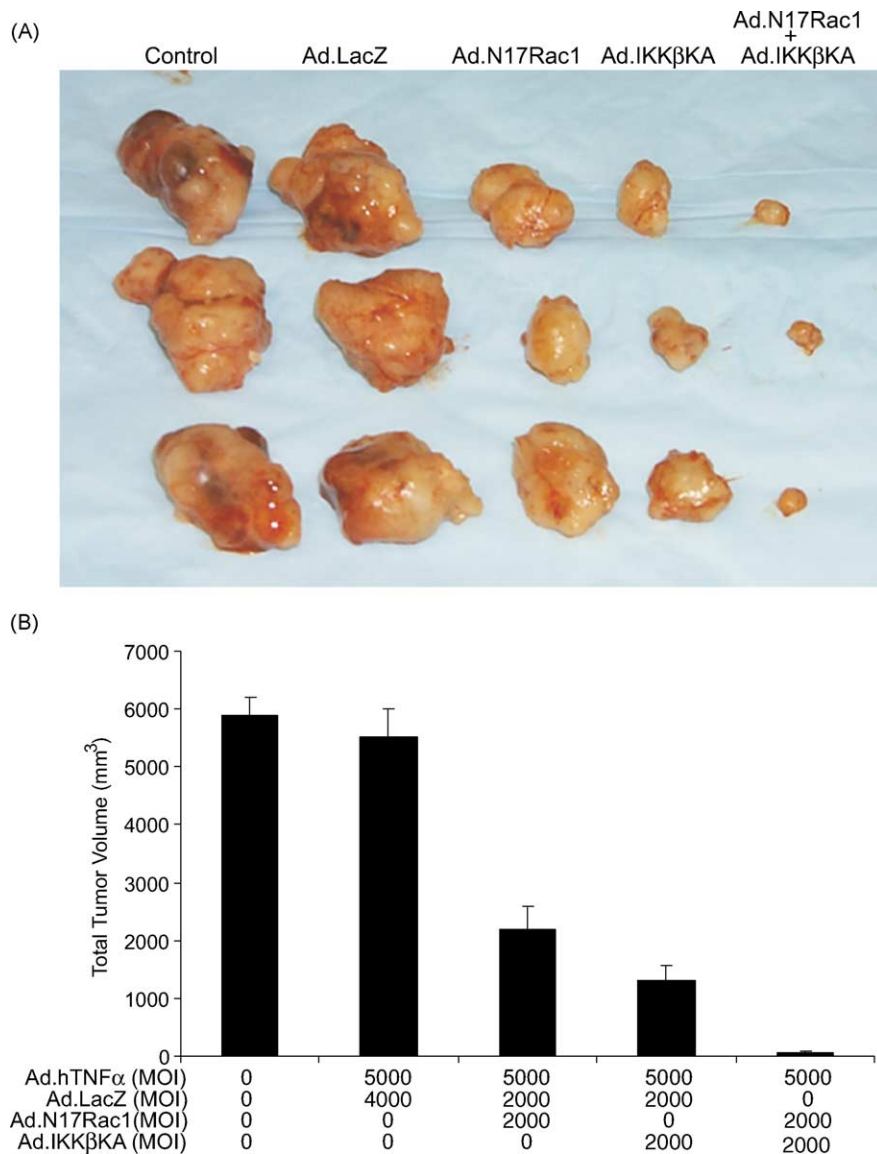 (A)
Control Ad.LacZ Ad.N17Rac1 Ad.IKKβKA Ad.N17Rac1
+
Ad.IKKβKA
(B)
Total Tumor Volume (mm³)
7000
6000
5000
4000
3000
2000
1000
0
Ad.hTNFα (MOI) 0 5000 5000 5000 5000
Ad.LacZ (MOI) 0 4000 2000 2000 0
Ad.N17Rac1(MOI) 0 0 2000 0 2000
Ad.IKKβKA (MOI) 0 0 0 2000 2000